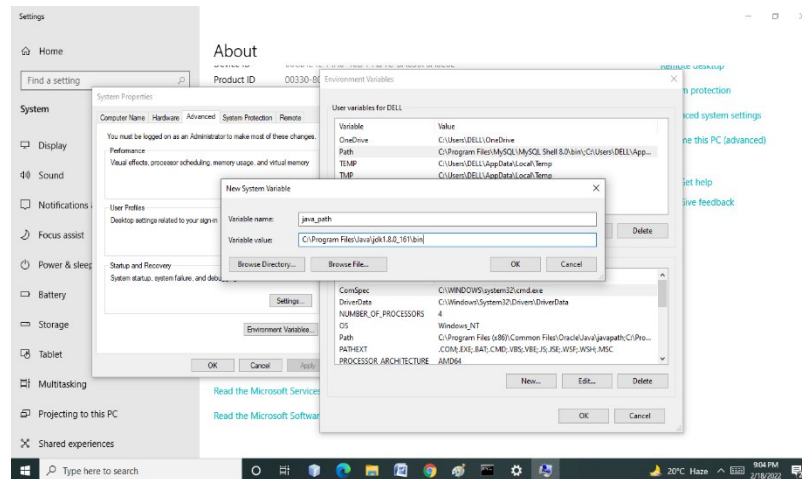 Settings
Home
Find a setting
System
Display
Sound
Notifications
Focus assist
Power & sleep
Battery
Storage
Tablet
Multitasking
Projecting to this PC
Shared experiences
About
Product ID 00330-80
Read the Microsoft Services
Read the Microsoft Softwar
System Properties
Computer Name Hardware Advanced System Protection Remote
You must be logged on as an Administrator to make most of these changes.
Performance
Visual effects, processor scheduling, memory usage, and virtual memory
User Profiles
Desktop settings related to your sign-in
Startup and Recovery
System startup, system failure, and debu
Settings...
Environment Variables...
OK Cancel Apply
Environment Variables
User variables for DELL
Variable Value
OneDrive C:\Users\DELL\OneDrive
Path C:\Program Files\MySQL\MySQL Shell 8.0\bin\;C:\Users\DELL\App...
TEMP C:\Users\DELL\AppData\Local\Temp
TMP C:\Users\DELL\AppData\Local\Temp
Delete
New System Variable
Variable name: java_path
Variable value: C:\Program Files\Java\jdk1.8.0_161\bin
Browse Directory... Browse File... OK Cancel
ComSpec C:\WINDOWS\system32\cmd.exe
DriverData C:\Windows\System32\Drivers\DriverData
NUMBER_OF_PROCESSORS 4
OS Windows_NT
Path C:\Program Files (x86)\Common Files\Oracle\Java\javapath;C:\Pro...
PATHEXT .COM;.EXE;.BAT;.CMD;.VBS;.VBE;.JS;.JSE;.WSF;.WSH;.MSC
PROCESSOR_ARCHITECTURE AMD64
New... Edit... Delete
OK Cancel
Remote desktop
n protection
ced system settings
me this PC (advanced)
Get help
Give feedback
Type here to search
20°C Haze
9:04 PM
2/18/2022